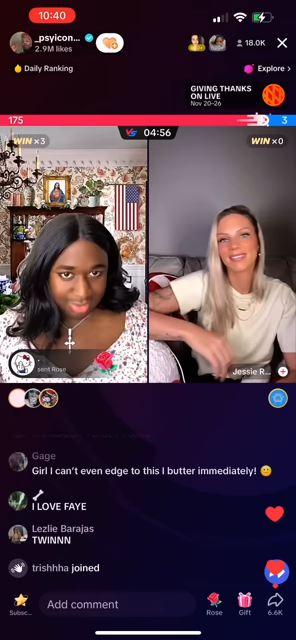 10:40
_psyicon...
2.9M likes
18.0K
Daily Ranking
Explore >
GIVING THANKS
ON LIVE
Nov 20-26
175
3
WIN ×3
VS 04:56
WIN ×0
sent Rose
Jessie R...
Gage
Girl I can't even edge to this I butter immediately!
I LOVE FAYE
Lezlie Barajas
TWINNN
trishhha joined
Subsc...
Add comment
Rose
Gift
6.6K